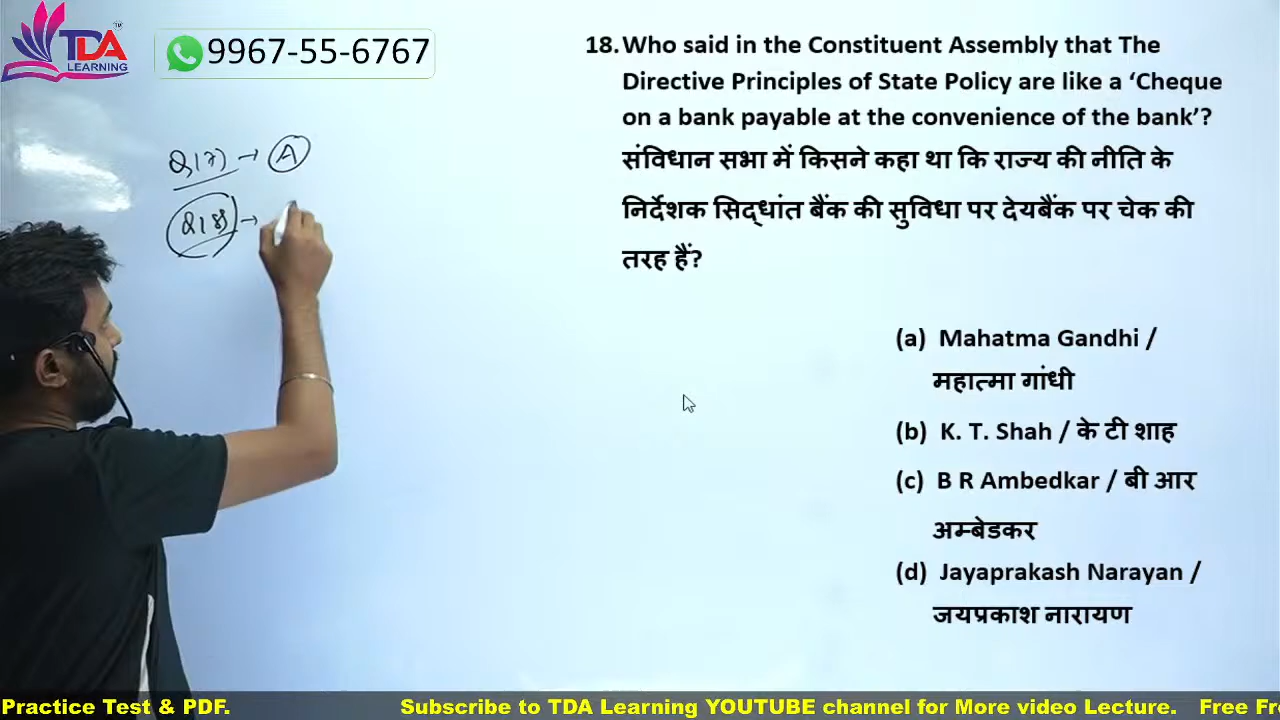 TDA
LEARNING
9967-55-6767
Q17 → A
Q18 →
18. Who said in the Constituent Assembly that The
Directive Principles of State Policy are like a ‘Cheque
on a bank payable at the convenience of the bank’?
संविधान सभा में किसने कहा था कि राज्य की नीति के
निर्देशक सिद्धांत बैंक की सुविधा पर देयबैंक पर चेक की
तरह हैं?
(a) Mahatma Gandhi /
महात्मा गांधी
(b) K. T. Shah / के टी शाह
(c) B R Ambedkar / बी आर
अम्बेडकर
(d) Jayaprakash Narayan /
जयप्रकाश नारायण
Practice Test & PDF. Subscribe to TDA Learning YOUTUBE channel for More video Lecture. Free